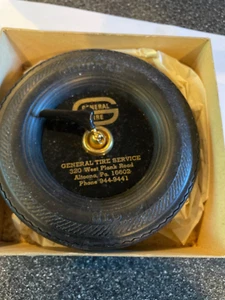 GENERAL
TIRE
GENERAL TIRE SERVICE
320 West Plank Road
Altoona, Pa. 16602
Phone 944-9441